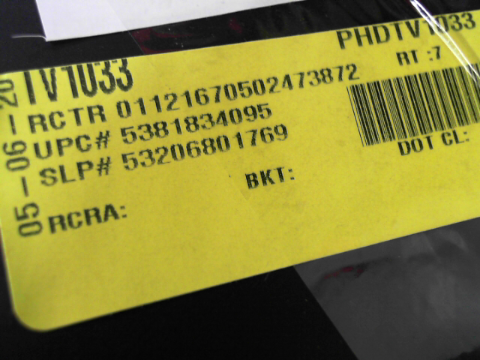 PHDTV1033
TV1033
RT :7
RCTR 01121670502473872
UPC# 5381834095
SLP# 53206801769
DOT CL:
BKT:
RCRA:
05-06-20